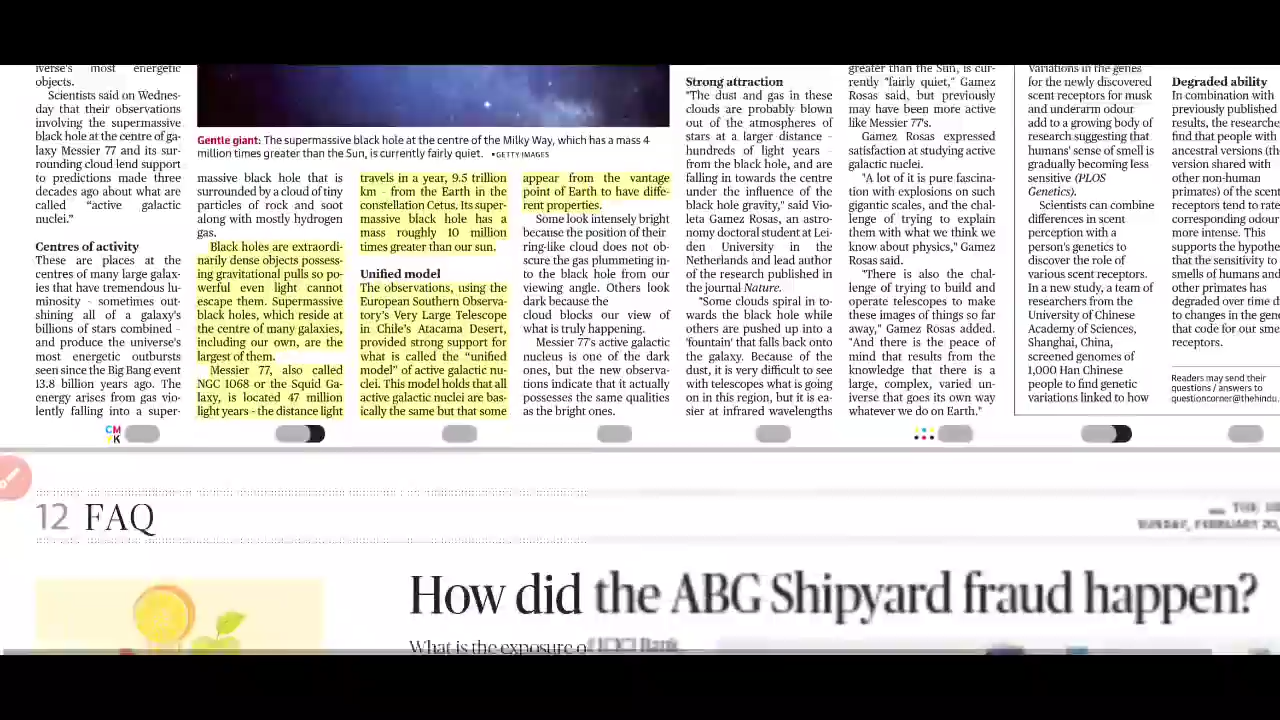 iverse's most energetic
objects.
Scientists said on Wednes-
day that their observations
involving the supermassive
black hole at the centre of ga-
laxy Messier 77 and its sur-
rounding cloud lend support
to predictions made three
decades ago about what are
called “active galactic
nuclei.”
Centres of activity
These are places at the
centres of many large galax-
ies that have tremendous lu-
minosity - sometimes out-
shining all of a galaxy's
billions of stars combined -
and produce the universe's
most energetic outbursts
seen since the Big Bang event
13.8 billion years ago. The
energy arises from gas vio-
lently falling into a super-
Gentle giant: The supermassive black hole at the centre of the Milky Way, which has a mass 4
million times greater than the Sun, is currently fairly quiet. •GETTY IMAGES
massive black hole that is
surrounded by a cloud of tiny
particles of rock and soot
along with mostly hydrogen
gas.
Black holes are extraordi-
narily dense objects possess-
ing gravitational pulls so po-
werful even light cannot
escape them. Supermassive
black holes, which reside at
the centre of many galaxies,
including our own, are the
largest of them.
Messier 77, also called
NGC 1068 or the Squid Ga-
laxy, is located 47 million
light years - the distance light
travels in a year, 9.5 trillion
km - from the Earth in the
constellation Cetus. Its super-
massive black hole has a
mass roughly 10 million
times greater than our sun.
Unified model
The observations, using the
European Southern Observa-
tory's Very Large Telescope
in Chile's Atacama Desert,
provided strong support for
what is called the “unified
model” of active galactic nu-
clei. This model holds that all
active galactic nuclei are bas-
ically the same but that some
appear from the vantage
point of Earth to have diffe-
rent properties.
Some look intensely bright
because the position of their
ring-like cloud does not ob-
scure the gas plummeting in-
to the black hole from our
viewing angle. Others look
dark because the
cloud blocks our view of
what is truly happening.
Messier 77's active galactic
nucleus is one of the dark
ones, but the new observa-
tions indicate that it actually
possesses the same qualities
as the bright ones.
Strong attraction
"The dust and gas in these
clouds are probably blown
out of the atmospheres of
stars at a larger distance -
hundreds of light years -
from the black hole, and are
falling in towards the centre
under the influence of the
black hole gravity," said Vio-
leta Gamez Rosas, an astro-
nomy doctoral student at Lei-
den University in the
Netherlands and lead author
of the research published in
the journal Nature.
"Some clouds spiral in to-
wards the black hole while
others are pushed up into a
'fountain' that falls back onto
the galaxy. Because of the
dust, it is very difficult to see
with telescopes what is going
on in this region, but it is ea-
sier at infrared wavelengths
greater than the Sun, is cur-
rently "fairly quiet," Gamez
Rosas said, but previously
may have been more active
like Messier 77's.
Gamez Rosas expressed
satisfaction at studying active
galactic nuclei.
"A lot of it is pure fascina-
tion with explosions on such
gigantic scales, and the chal-
lenge of trying to explain
them with what we think we
know about physics," Gamez
Rosas said.
"There is also the chal-
lenge of trying to build and
operate telescopes to make
these images of things so far
away," Gamez Rosas added.
"And there is the peace of
mind that results from the
knowledge that there is a
large, complex, varied un-
iverse that goes its own way
whatever we do on Earth."
Variations in the genes
for the newly discovered
scent receptors for musk
and underarm odour
add to a growing body of
research suggesting that
humans' sense of smell is
gradually becoming less
sensitive (PLOS
Genetics).
Scientists can combine
differences in scent
perception with a
person's genetics to
discover the role of
various scent receptors.
In a new study, a team of
researchers from the
University of Chinese
Academy of Sciences,
Shanghai, China,
screened genomes of
1,000 Han Chinese
people to find genetic
variations linked to how
Degraded ability
In combination with
previously published
results, the researche
find that people with
ancestral versions (th
version shared with
other non-human
primates) of the scent
receptors tend to rate
corresponding odour
more intense. This
supports the hypothe
that the sensitivity to
smells of humans and
other primates has
degraded over time d
to changes in the gene
that code for our sme
receptors.
Readers may send their
questions / answers to
questioncorner@thehindu.
CM
YK
12 FAQ
SUNDAY, FEBRUARY 20,
How did the ABG Shipyard fraud happen?
What is the exposure o
Bank